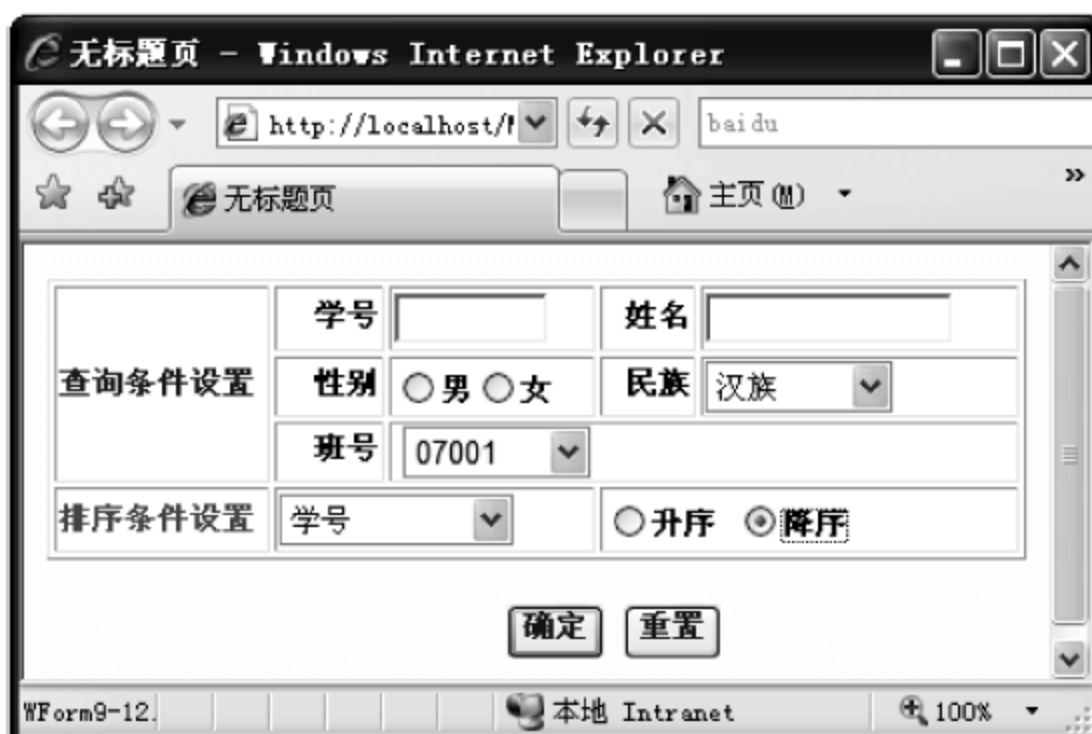 无标题页 - Windows Internet Explorer
http://localhost/ baidu
无标题页 主页(M) »
学号 姓名
查询条件设置 性别 男 女 民族 汉族
班号 07001
排序条件设置 学号 升序 降序
确定 重置
WForm9-12. 本地 Intranet 100%